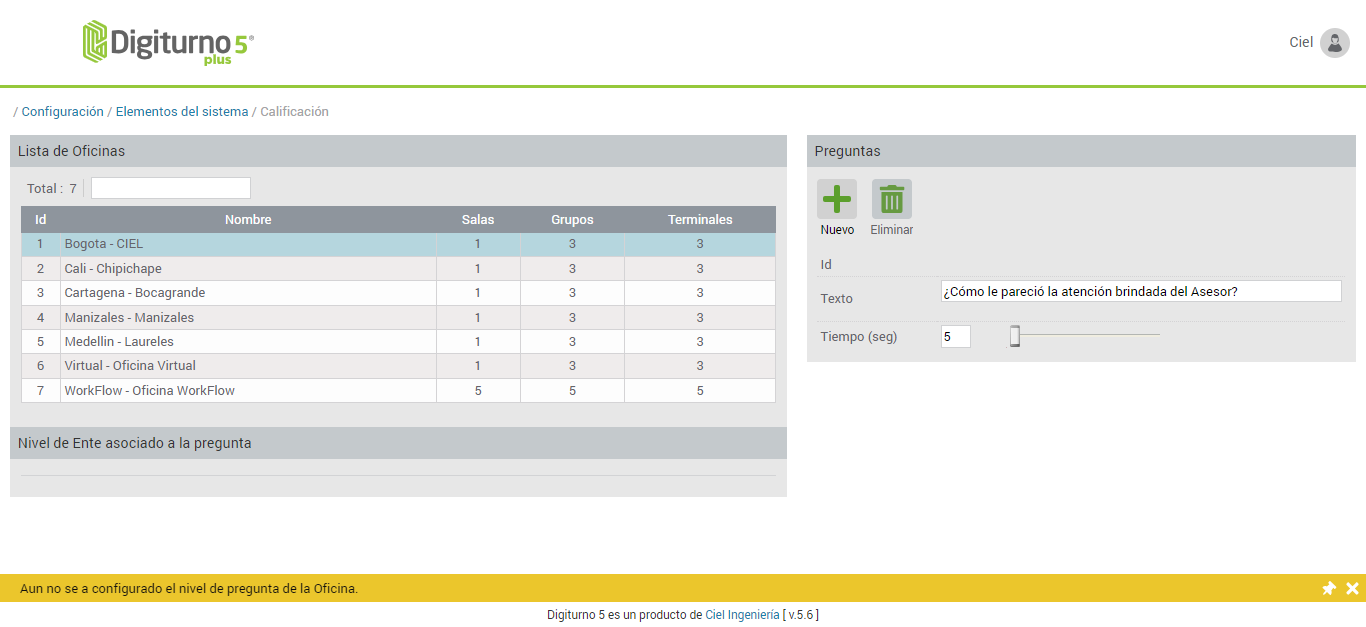 Digiturno 5®
plus
Ciel
/ Configuración / Elementos del sistema / Calificación
Lista de Oficinas
Total : 7
Id Nombre Salas Grupos Terminales
1 Bogota - CIEL 1 3 3
2 Cali - Chipichape 1 3 3
3 Cartagena - Bocagrande 1 3 3
4 Manizales - Manizales 1 3 3
5 Medellin - Laureles 1 3 3
6 Virtual - Oficina Virtual 1 3 3
7 WorkFlow - Oficina WorkFlow 5 5 5
Nivel de Ente asociado a la pregunta
Preguntas
Nuevo Eliminar
Id
Texto ¿Cómo le pareció la atención brindada del Asesor?
Tiempo (seg) 5
Aun no se a configurado el nivel de pregunta de la Oficina.
Digiturno 5 es un producto de Ciel Ingeniería [ v.5.6 ]